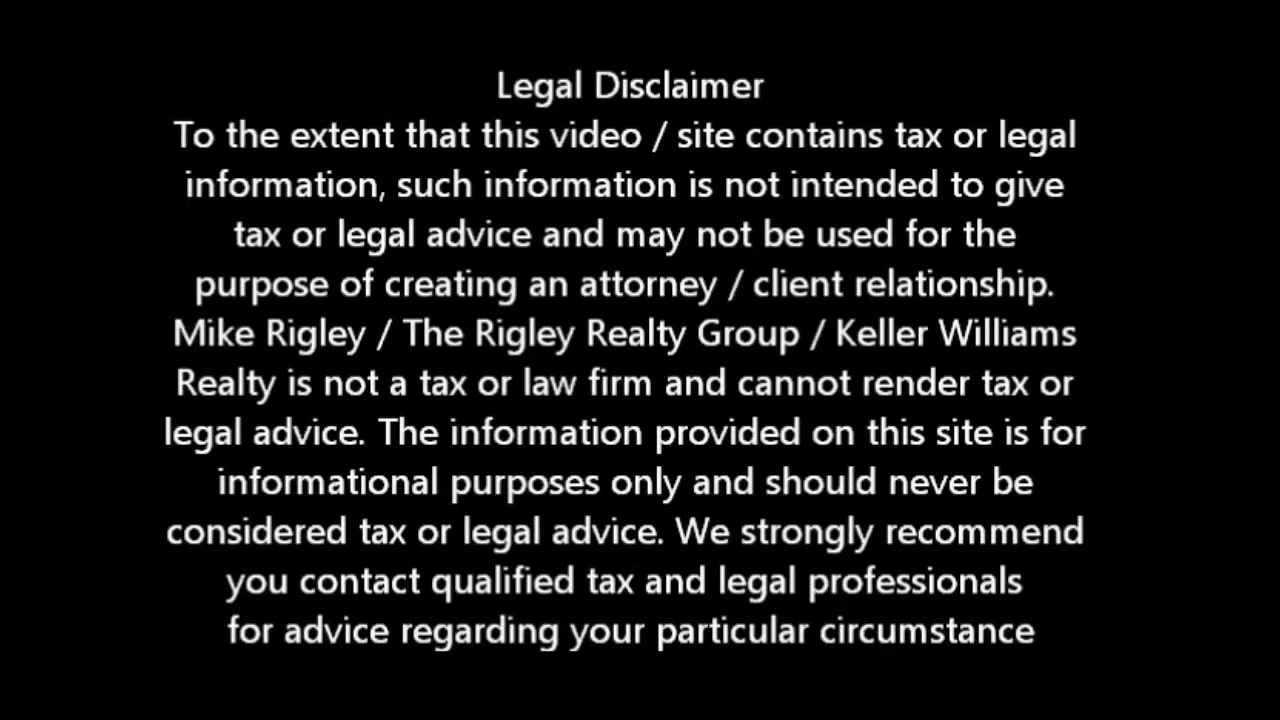 Legal Disclaimer
To the extent that this video / site contains tax or legal
information, such information is not intended to give
tax or legal advice and may not be used for the
purpose of creating an attorney / client relationship.
Mike Rigley / The Rigley Realty Group / Keller Williams
Realty is not a tax or law firm and cannot render tax or
legal advice. The information provided on this site is for
informational purposes only and should never be
considered tax or legal advice. We strongly recommend
you contact qualified tax and legal professionals
for advice regarding your particular circumstance